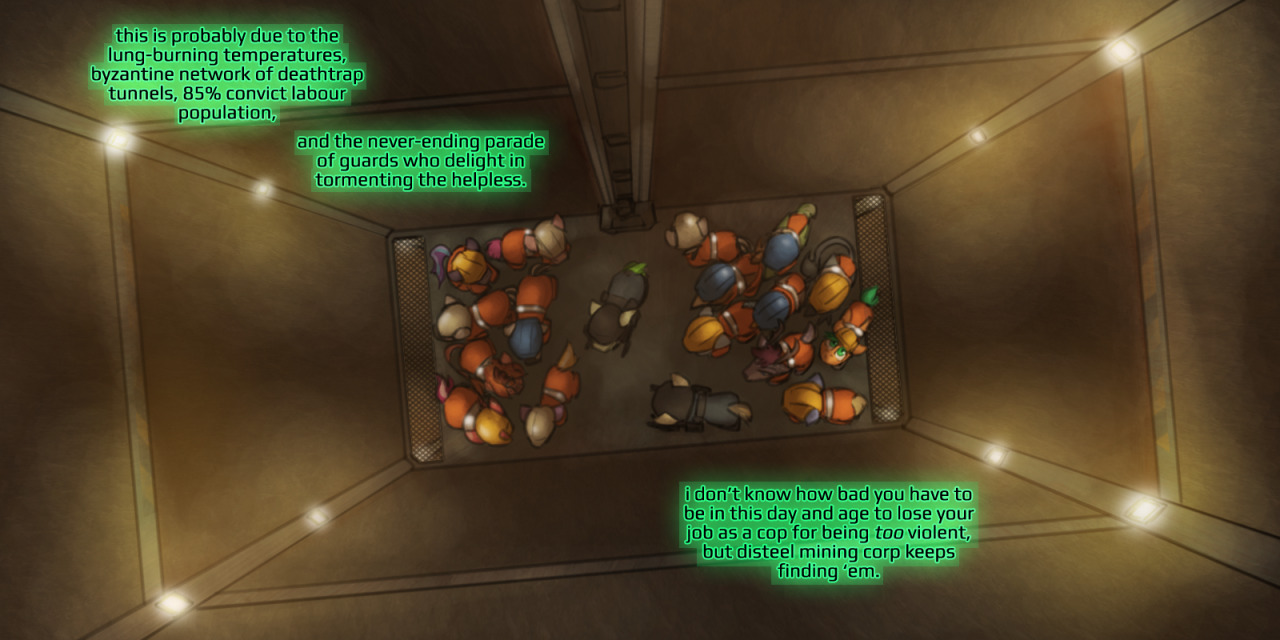 this is probably due to the
lung-burning temperatures,
byzantine network of deathtrap
tunnels, 85% convict labour
population,
and the never-ending parade
of guards who delight in
tormenting the helpless.
i don't know how bad you have to
be in this day and age to lose your
job as a cop for being too violent,
but disteel mining corp keeps
finding ‘em.